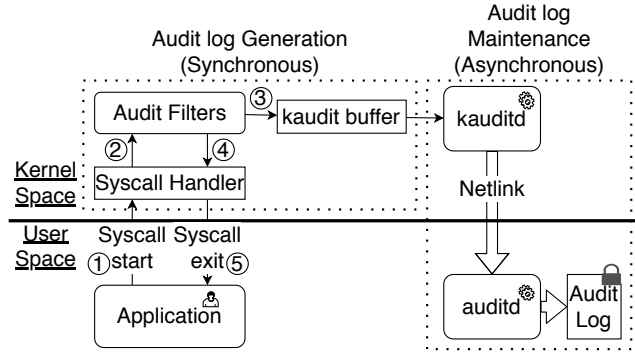 Audit log Generation
(Synchronous)
Audit log
Maintenance
(Asynchronous)
Audit Filters
③
kaudit buffer
kauditd
②
④
Kernel
Space
Syscall Handler
Netlink
User
Space
Syscall
①start
Syscall
exit⑤
Application
auditd
Audit
Log